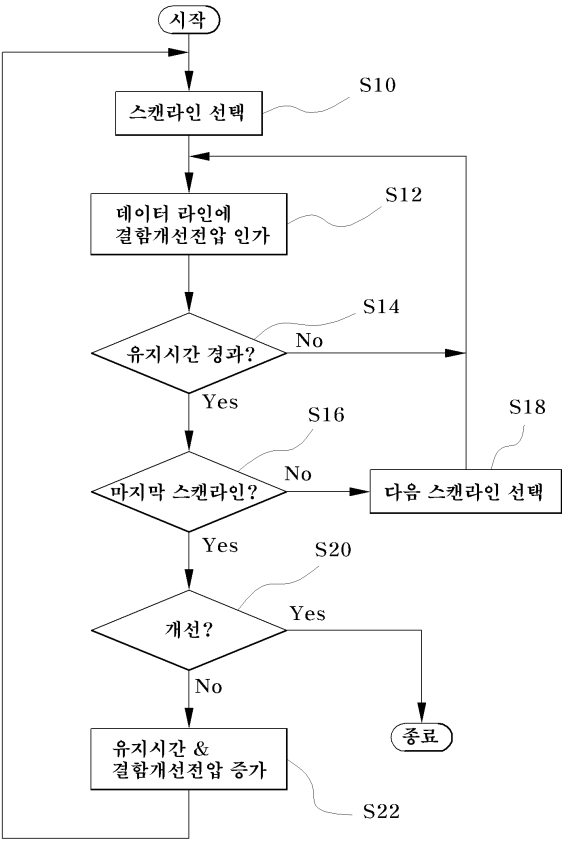 시작
스캔라인 선택
S10
데이터 라인에
결함개선전압 인가
S12
유지시간 경과?
S14
No
Yes
마지막 스캔라인?
S16
No
다음 스캔라인 선택
S18
Yes
개선?
S20
Yes
종료
No
유지시간 &
결함개선전압 증가
S22